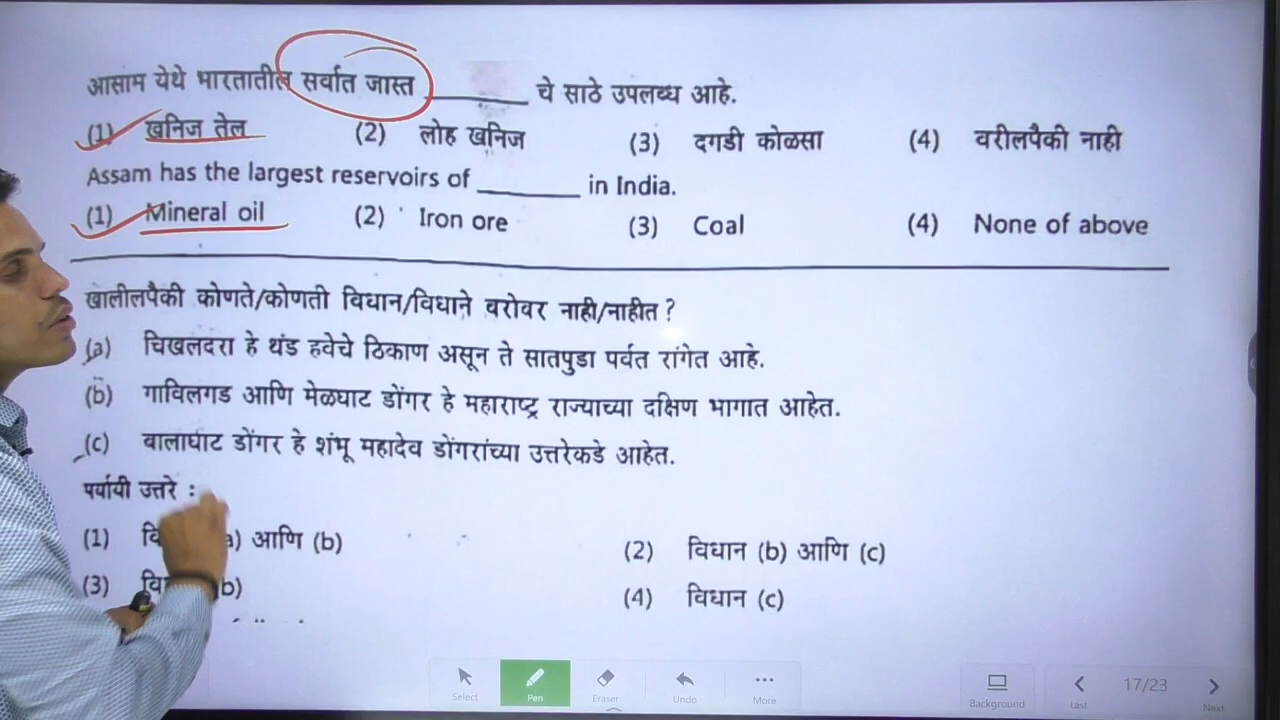 आसाम येथे भारतातील सर्वात जास्त ________ चे साठे उपलब्ध आहे.
(1) खनिज तेल (2) लोह खनिज (3) दगडी कोळसा (4) वरीलपैकी नाही
Assam has the largest reservoirs of ________ in India.
(1) Mineral oil (2) Iron ore (3) Coal (4) None of above
खालीलपैकी कोणते/कोणती विधान/विधाने बरोबर नाही/नाहीत ?
(a) चिखलदरा हे थंड हवेचे ठिकाण असून ते सातपुडा पर्वत रांगेत आहे.
(b) गाविलगड आणि मेळघाट डोंगर हे महाराष्ट्र राज्याच्या दक्षिण भागात आहेत.
(c) बालाघाट डोंगर हे शंभू महादेव डोंगरांच्या उत्तरेकडे आहेत.
पर्यायी उत्तरे :
(1) a) आणि (b) (2) विधान (b) आणि (c)
(3) b) (4) विधान (c)
Select Pen Eraser Undo More Background Last 17/23 Next